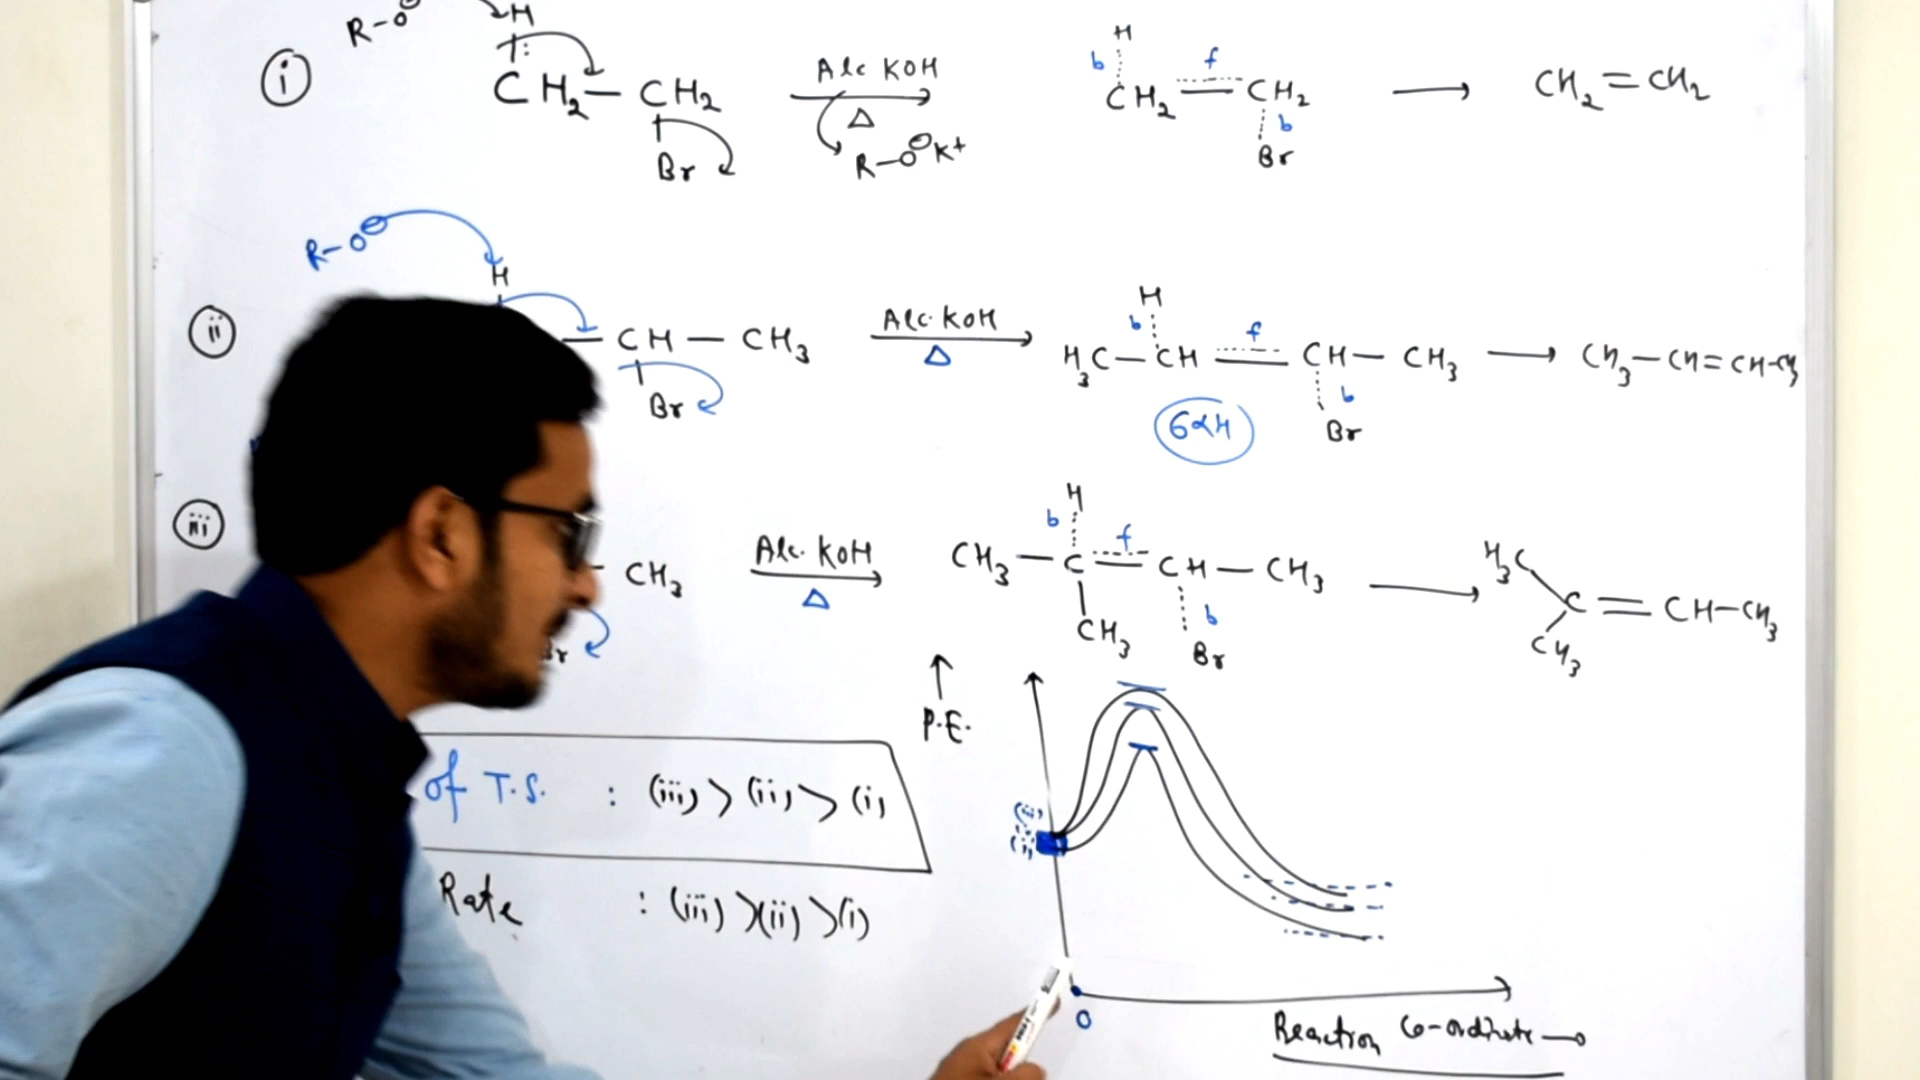 R-O⊖ H
(i) CH₂-CH₂ Alc KOH CH₂=CH₂ → CH₂=CH₂
Br Δ R-O⊖K+ H b f b Br
R-O⊖
H
(ii) CH-CH₃ Alc. KOH Δ H₃C-CH=CH-CH₃ → CH₃-CH=CH-CH₃
Br H b f b Br
6αH
(iii) CH₃ Alc. KOH Δ CH₃-C=CH-CH₃ → H₃C C=CH-CH₃
Br H b f b CH₃ Br CH₃
↑ P.E.
of T.S. : (iii) > (ii) > (i)
Rate : (iii) > (ii) > (i)
(iii)
(i)
O
Reaction Co-ordinate